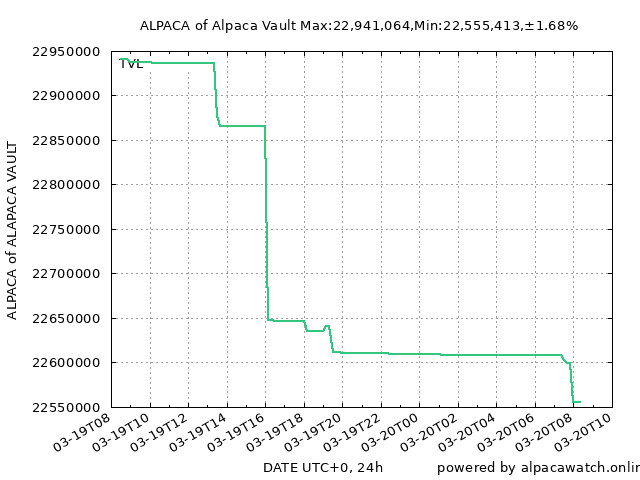 ALPACA of Alpaca Vault Max:22,941,064,Min:22,555,413,±1.68%
TVL
22950000
22900000
22850000
22800000
22750000
22700000
22650000
22600000
22550000
ALPACA of ALAPACA VAULT
03-19T08
03-19T10
03-19T12
03-19T14
03-19T16
03-19T18
03-19T20
03-19T22
03-20T00
03-20T02
03-20T04
03-20T06
03-20T08
03-20T10
DATE UTC+0, 24h
powered by alpacawatch.onlin